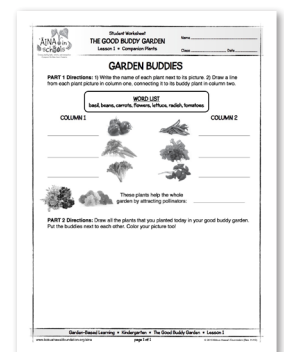 'AINA in schools
Student Worksheet
THE GOOD BUDDY GARDEN
Lesson 1 • Companion Plants
Name
Class Date
GARDEN BUDDIES
PART 1 Directions: 1) Write the name of each plant next to its picture. 2) Draw a line
from each plant picture in column one, connecting it to its buddy plant in column two.
WORD LIST
basil, beans, carrots, flowers, lettuce, radish, tomatoes
COLUMN 1
COLUMN 2
These plants help the whole
garden by attracting pollinators:
PART 2 Directions: Draw all the plants that you planted today in your good buddy garden.
Put the buddies next to each other. Color your picture too!
Garden-Based Learning • Kindergarten • The Good Buddy Garden • Lesson 1
page 1 of 1